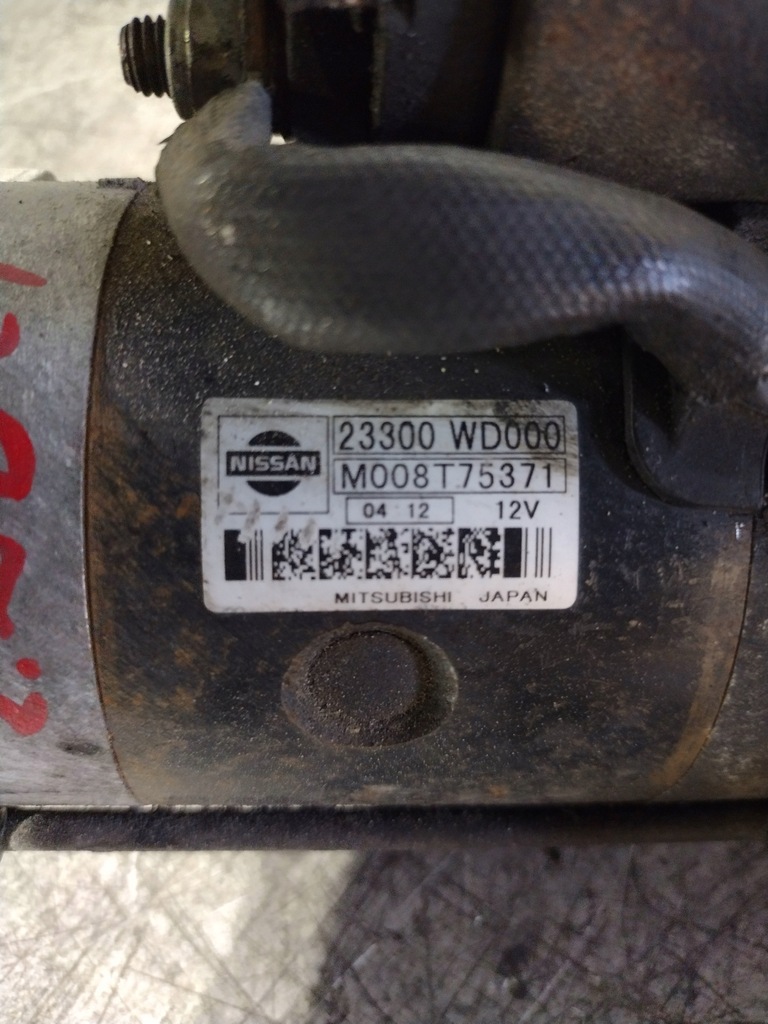 23300 WD000
NISSAN
M008T75371
04 12 12V
MITSUBISHI JAPAN